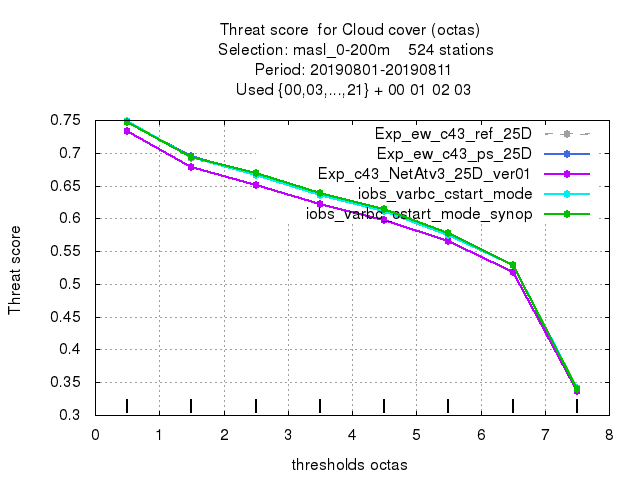 Threat score  for Cloud cover (octas)
Selection: masl_0-200m    524 stations
Period: 20190801-20190811
Used {00,03,...,21} + 00 01 02 03
Exp_ew_c43_ref_25D
Exp_ew_c43_ps_25D
Exp_c43_NetAtv3_25D_ver01
iobs_varbc_cstart_mode
iobs_varbc_cstart_mode_synop
Threat score
0.75
0.7
0.65
0.6
0.55
0.5
0.45
0.4
0.35
0.3
0 1 2 3 4 5 6 7 8
thresholds octas